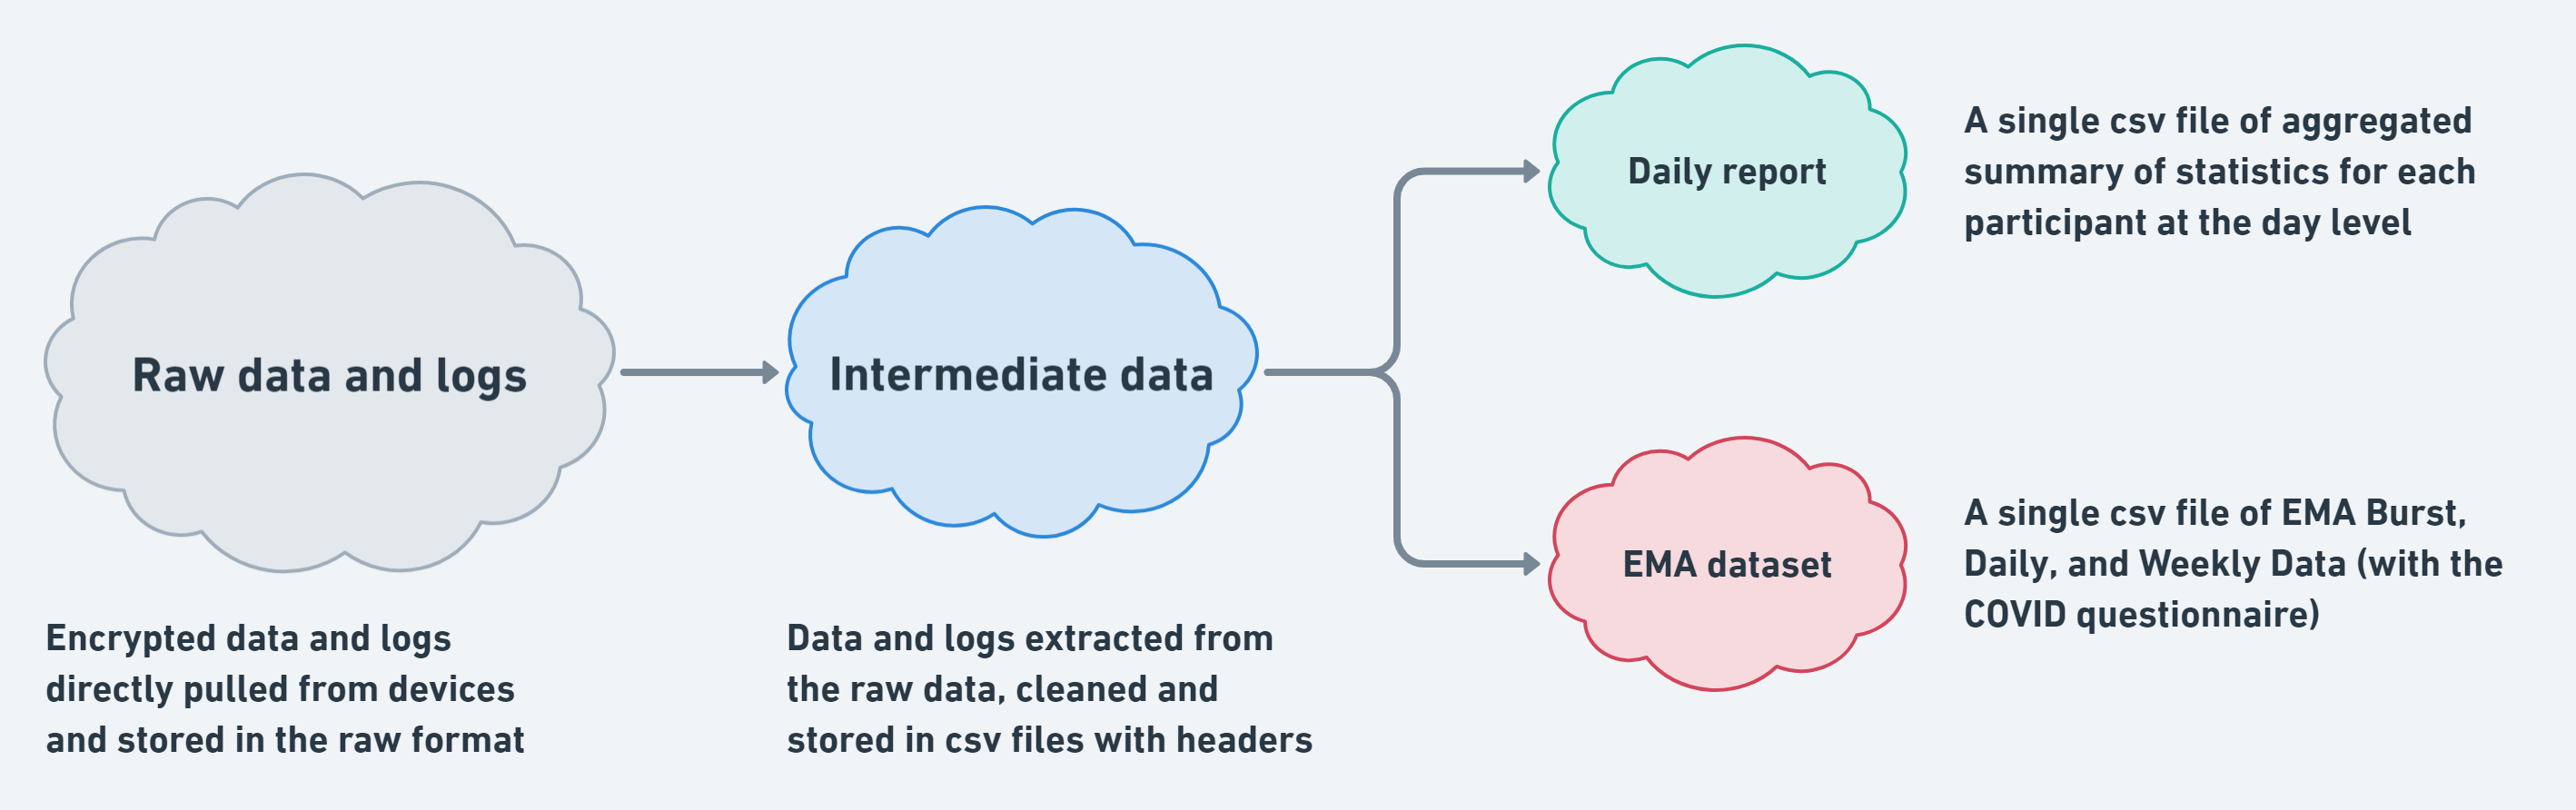 Raw data and logs
Encrypted data and logs
directly pulled from devices
and stored in the raw format
Intermediate data
Data and logs extracted from
the raw data, cleaned and
stored in csv files with headers
Daily report
A single csv file of aggregated
summary of statistics for each
participant at the day level
EMA dataset
A single csv file of EMA Burst,
Daily, and Weekly Data (with the
COVID questionnaire)